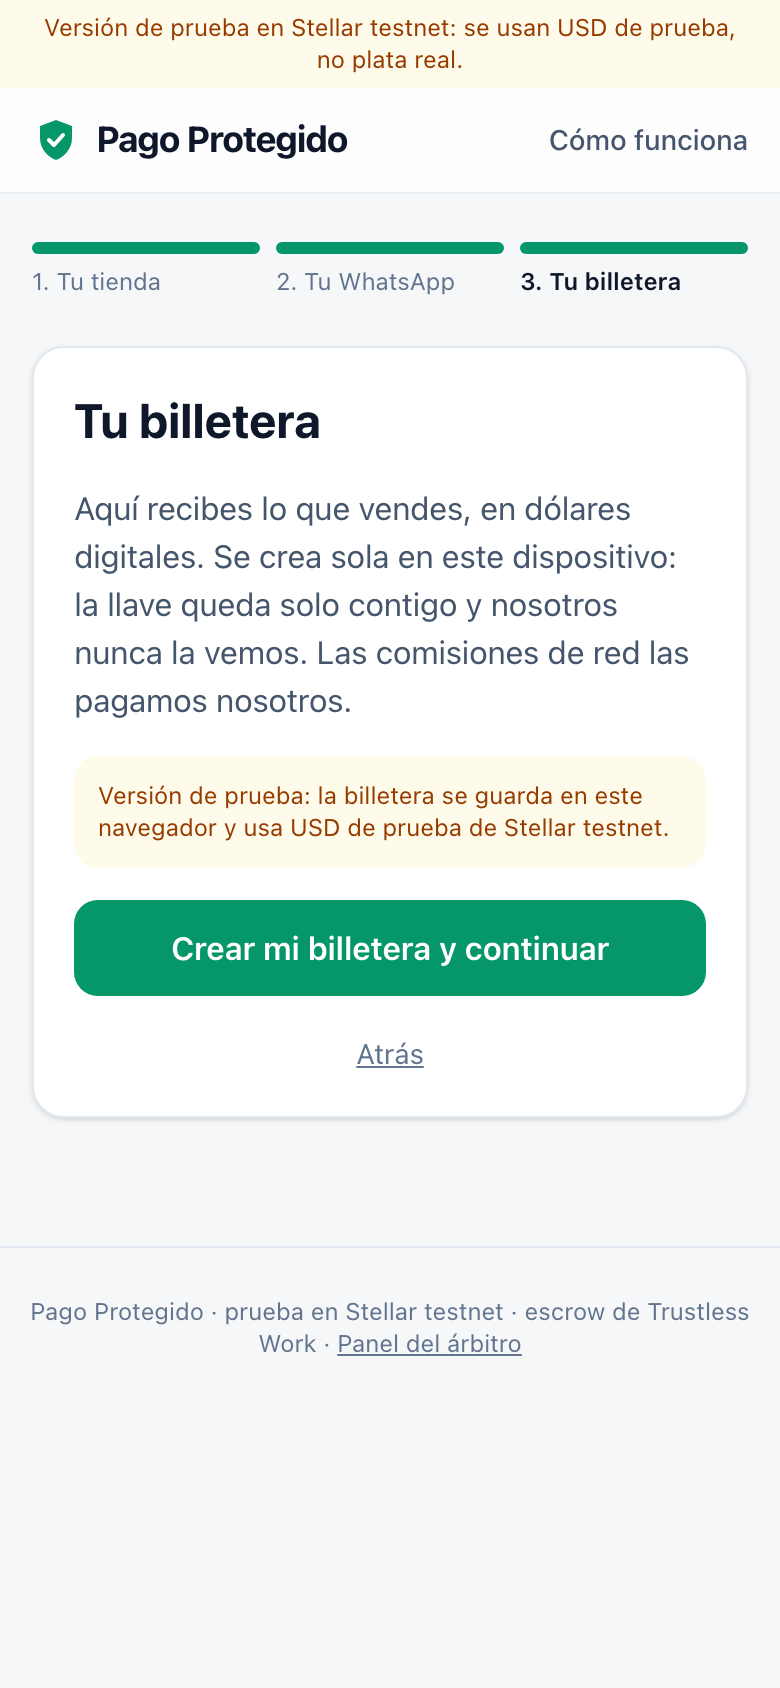 Versión de prueba en Stellar testnet: se usan USD de prueba,
no plata real.
Pago Protegido
Cómo funciona
1. Tu tienda
2. Tu WhatsApp
3. Tu billetera
Tu billetera
Aquí recibes lo que vendes, en dólares
digitales. Se crea sola en este dispositivo:
la llave queda solo contigo y nosotros
nunca la vemos. Las comisiones de red las
pagamos nosotros.
Versión de prueba: la billetera se guarda en este
navegador y usa USD de prueba de Stellar testnet.
Crear mi billetera y continuar
Atrás
Pago Protegido · prueba en Stellar testnet · escrow de Trustless
Work · Panel del árbitro